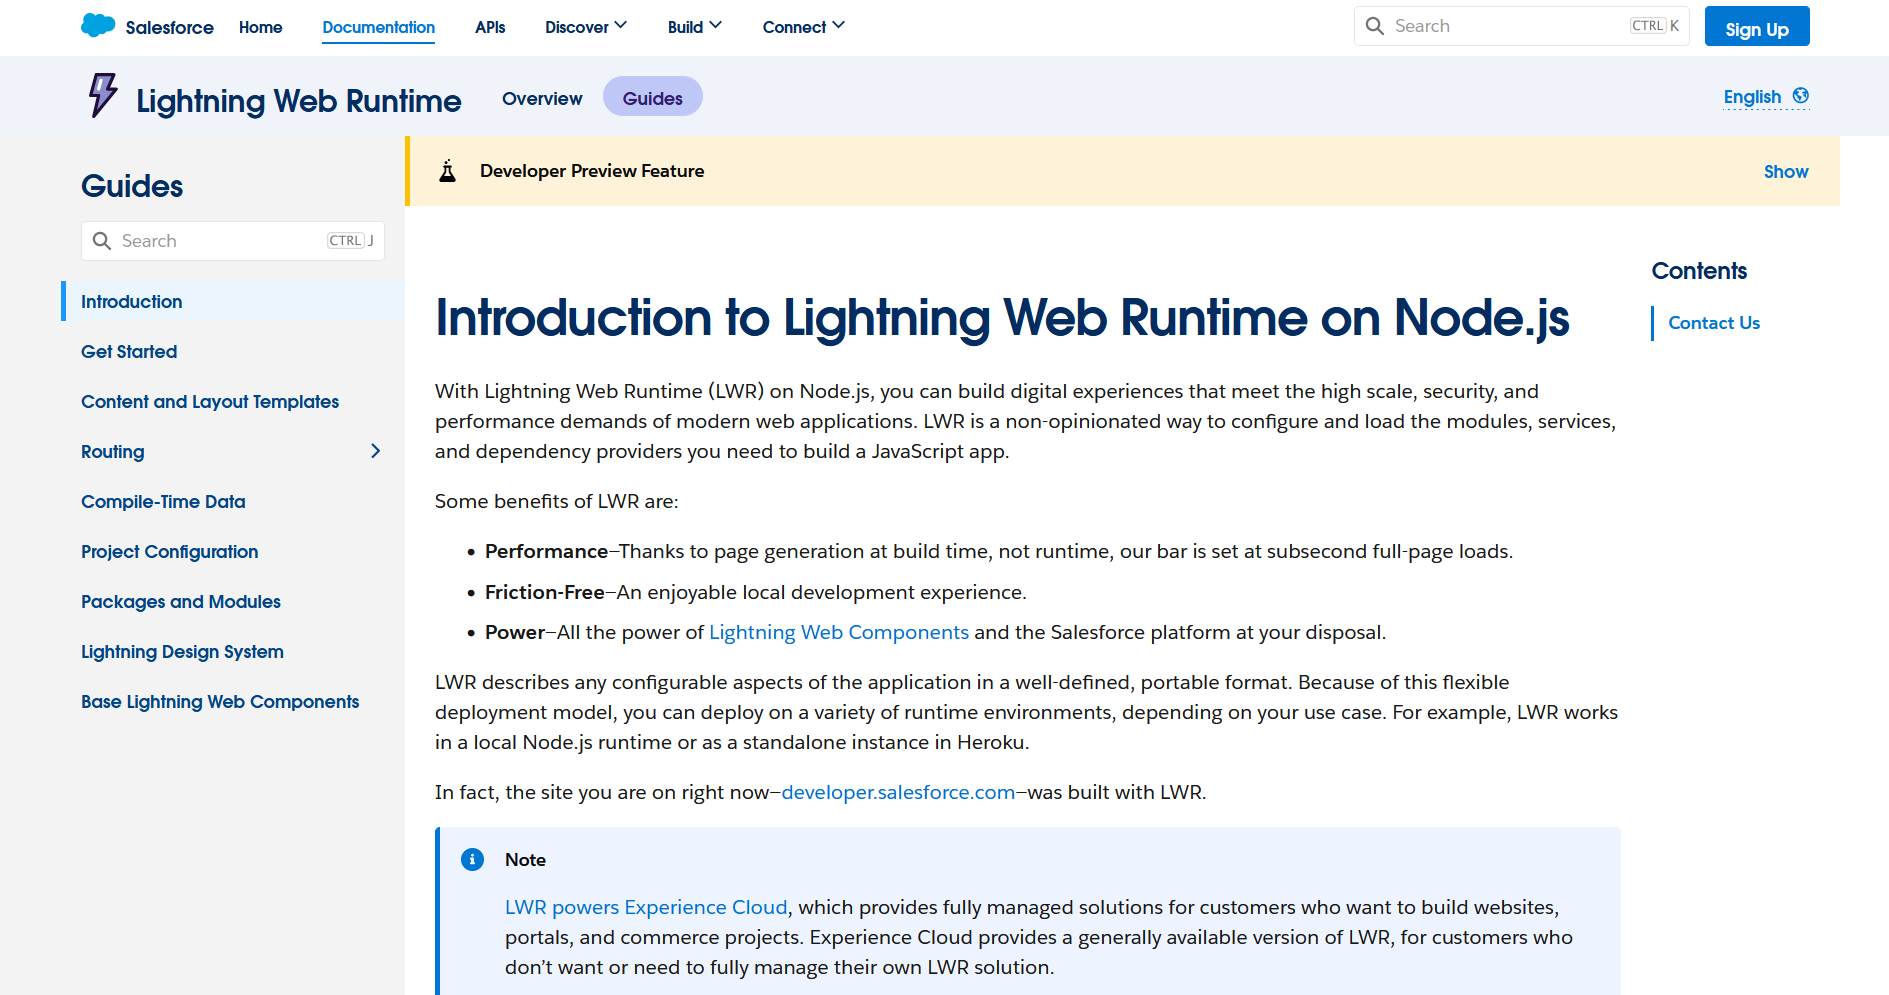 Salesforce
Home
Documentation
APIs
Discover
Build
Connect
Search
CTRL K
Sign Up
Lightning Web Runtime
Overview
Guides
English
Guides
Search
CTRL J
Introduction
Get Started
Content and Layout Templates
Routing
Compile-Time Data
Project Configuration
Packages and Modules
Lightning Design System
Base Lightning Web Components
Developer Preview Feature
Show
Introduction to Lightning Web Runtime on Node.js
With Lightning Web Runtime (LWR) on Node.js, you can build digital experiences that meet the high scale, security, and
performance demands of modern web applications. LWR is a non-opinionated way to configure and load the modules, services,
and dependency providers you need to build a JavaScript app.
Some benefits of LWR are:
• Performance—Thanks to page generation at build time, not runtime, our bar is set at subsecond full-page loads.
• Friction-Free—An enjoyable local development experience.
• Power—All the power of Lightning Web Components and the Salesforce platform at your disposal.
LWR describes any configurable aspects of the application in a well-defined, portable format. Because of this flexible
deployment model, you can deploy on a variety of runtime environments, depending on your use case. For example, LWR works
in a local Node.js runtime or as a standalone instance in Heroku.
In fact, the site you are on right now—developer.salesforce.com—was built with LWR.
Note
LWR powers Experience Cloud, which provides fully managed solutions for customers who want to build websites,
portals, and commerce projects. Experience Cloud provides a generally available version of LWR, for customers who
don’t want or need to fully manage their own LWR solution.
Contents
Contact Us